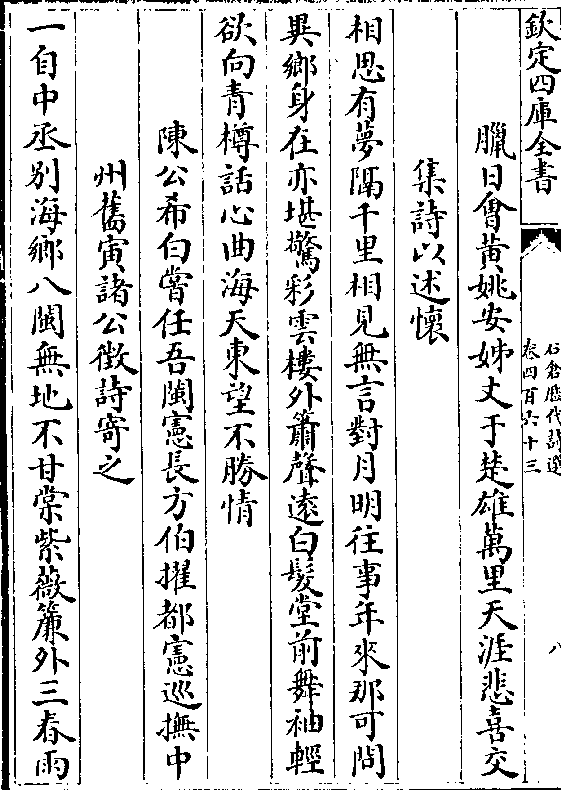 欽定四庫全書
石倉歷代詩選
卷四百六十三
八
臘日會黄姚安姊丈于楚雄萬里天涯悲喜交
集詩以述懷
相思有夢隔千里相見無言對月明往事年來那可問
異鄉身在亦堪驚彩雲樓外簫聲遠白髮堂前舞袖輕
欲向青樽話心曲海天東望不勝情
陳公希白嘗任吾閩憲長方伯擢都憲巡撫中
州舊寅諸公徴詩寄之
一自中丞别海鄉八閩無地不甘棠紫薇簾外三春雨